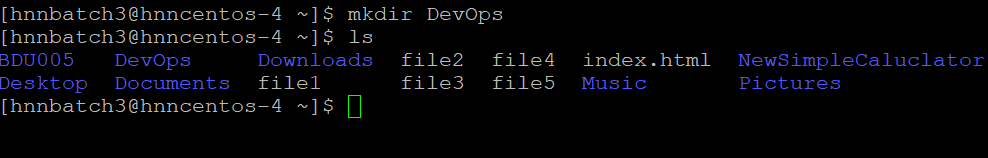 [hnnbatch3@hnncentos-4 ~]$ mkdir DevOps
[hnnbatch3@hnncentos-4 ~]$ ls
BDU005 DevOps Downloads file2 file4 index.html NewSimpleCaluclator
Desktop Documents file1 file3 file5 Music Pictures
[hnnbatch3@hnncentos-4 ~]$